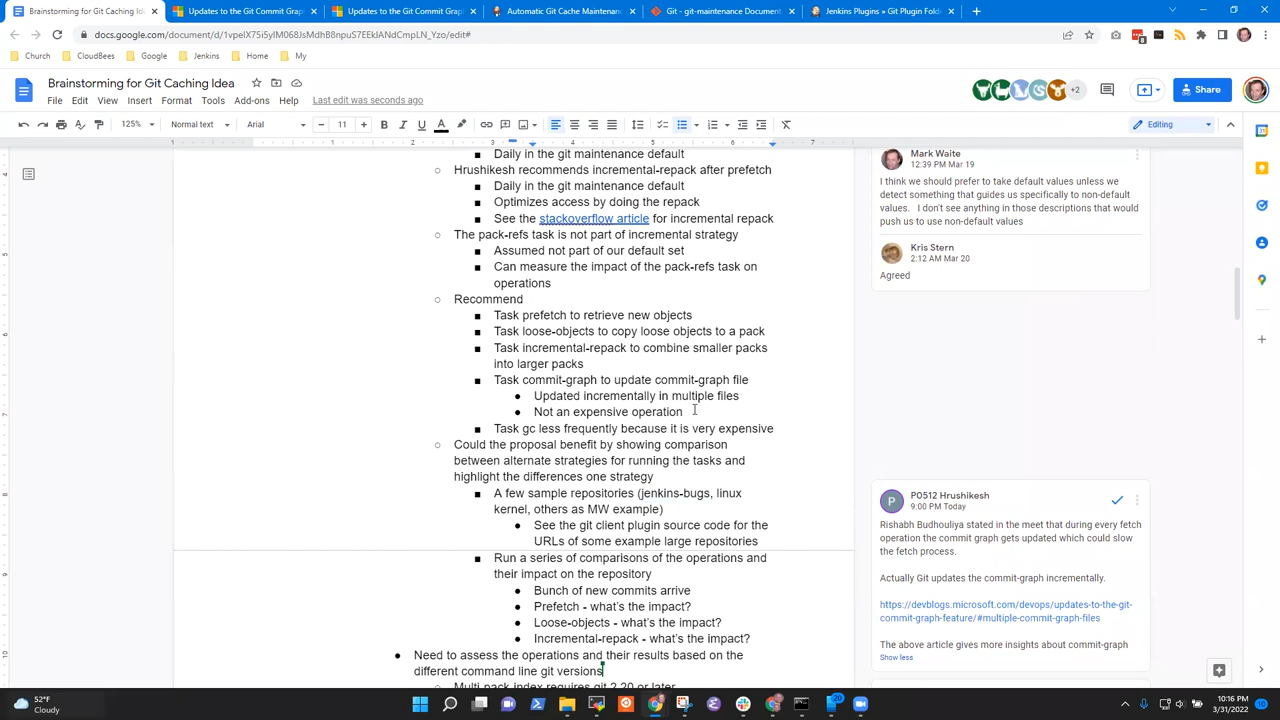 Brainstorming for Git Caching Ide
Updates to the Git Commit Grap
Updates to the Git Commit Grap
Automatic Git Cache Maintenanc
Git - git-maintenance Document
Jenkins Plugins » Git Plugin Fold
docs.google.com/document/d/1vpelX75iSylM068JsMdhB8npuS7EEklANdCmpLN_Yzo/edit#
Church
CloudBees
Google
Jenkins
Home
My
Brainstorming for Git Caching Idea
File Edit View Insert Format Tools Add-ons Help Last edit was seconds ago
+2
Share
125% Normal text Arial 11
Editing
Daily in the git maintenance default
Hrushikesh recommends incremental-repack after prefetch
Daily in the git maintenance default
Optimizes access by doing the repack
See the stackoverflow article for incremental repack
The pack-refs task is not part of incremental strategy
Assumed not part of our default set
Can measure the impact of the pack-refs task on
operations
Recommend
Task prefetch to retrieve new objects
Task loose-objects to copy loose objects to a pack
Task incremental-repack to combine smaller packs
into larger packs
Task commit-graph to update commit-graph file
Updated incrementally in multiple files
Not an expensive operation
Task gc less frequently because it is very expensive
Could the proposal benefit by showing comparison
between alternate strategies for running the tasks and
highlight the differences one strategy
A few sample repositories (jenkins-bugs, linux
kernel, others as MW example)
See the git client plugin source code for the
URLs of some example large repositories
Run a series of comparisons of the operations and
their impact on the repository
Bunch of new commits arrive
Prefetch - what's the impact?
Loose-objects - what's the impact?
Incremental-repack - what's the impact?
Need to assess the operations and their results based on the
different command line git versions
Multi pack index requires git 2.20 or later
Mark Waite
12:39 PM Mar 19
I think we should prefer to take default values unless we
detect something that guides us specifically to non-default
values. I don't see anything in those descriptions that would
push us to use non-default values
Kris Stern
2:12 AM Mar 20
Agreed
P0512 Hrushikesh
9:00 PM Today
Rishabh Budhouliya stated in the meet that during every fetch
operation the commit graph gets updated which could slow
the fetch process.
Actually Git updates the commit-graph incrementally.
https://devblogs.microsoft.com/devops/updates-to-the-git-
commit-graph-feature/#multiple-commit-graph-files
The above article gives more insights about commit-graph
Show less
52°F
Cloudy
10:16 PM
3/31/2022